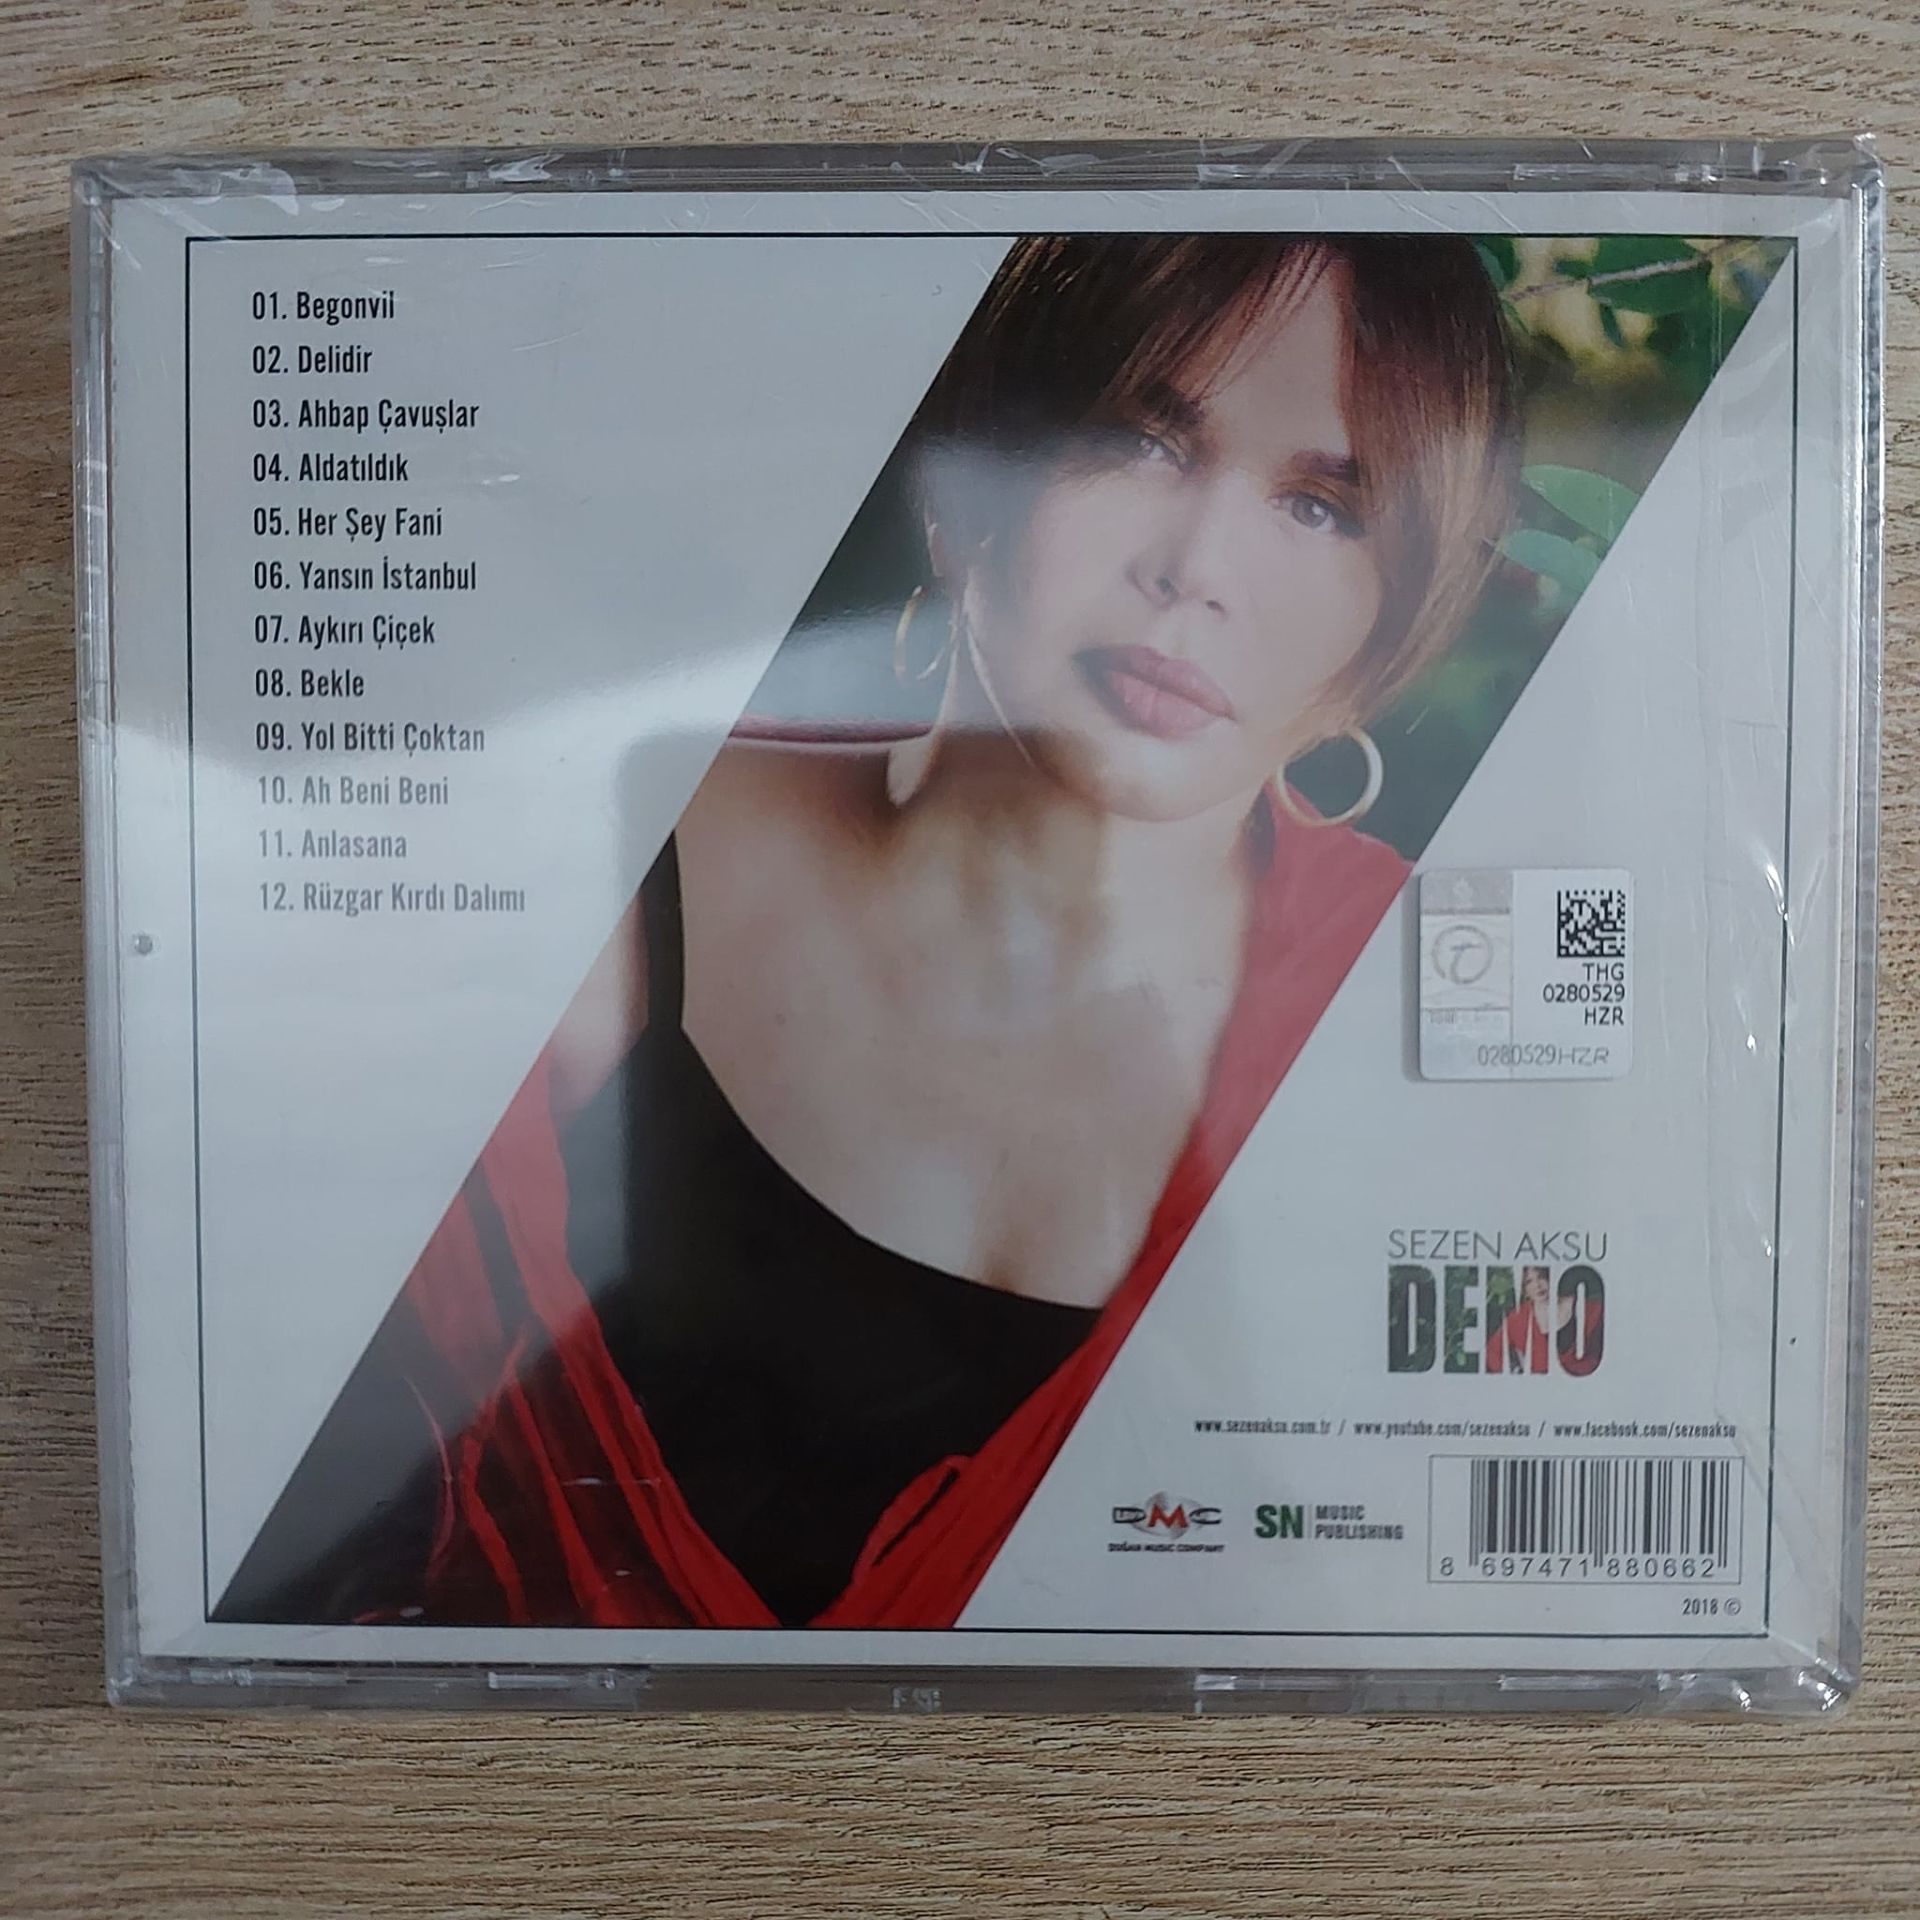 01. Begonvil
02. Delidir
03. Ahbap Çavuşlar
04. Aldatıldık
05. Her Şey Fani
06. Yansın İstanbul
07. Aykırı Çiçek
08. Bekle
09. Yol Bitti Çoktan
10. Ah Beni Beni
11. Anlasana
12. Rüzgar Kırdı Dalımı
THG
0280529
HZR
0280529HZR
SEZEN AKSU
DEMO
www.sezenaksu.com.tr / www.youtube.com/sezenaksu / www.facebook.com/sezenaksu
DMC
DOĞAN MUSIC COMPANY
SN MUSIC
PUBLISHING
8 697471 880662
2018 ©